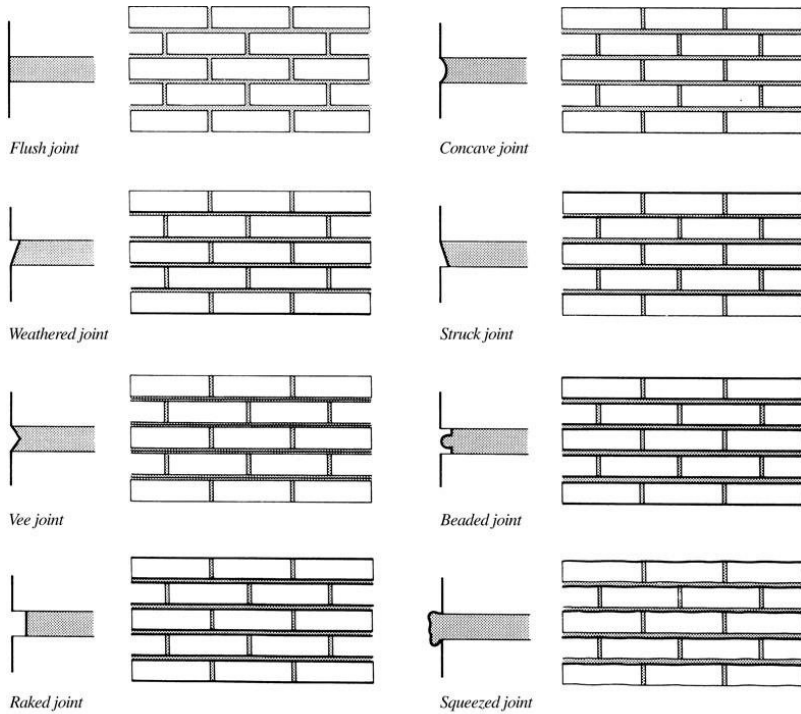 Flush joint
Concave joint
Weathered joint
Struck joint
Vee joint
Beaded joint
Raked joint
Squeezed joint